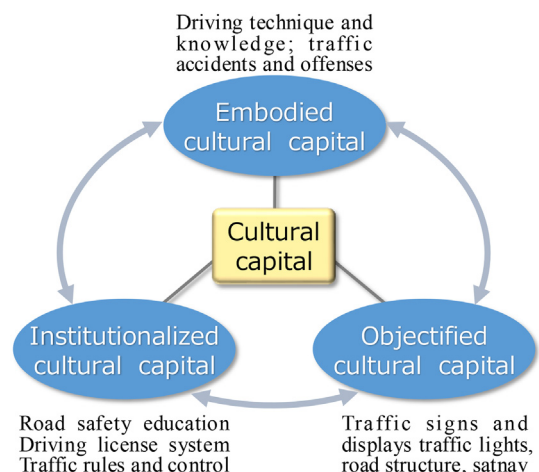 Driving technique and
knowledge; traffic
accidents and offenses
Embodied
cultural capital
Cultural
capital
Institutionalized
cultural capital
Objectified
cultural capital
Road safety education
Driving license system
Traffic rules and control
Traffic signs and
displays traffic lights,
road structure, satnav